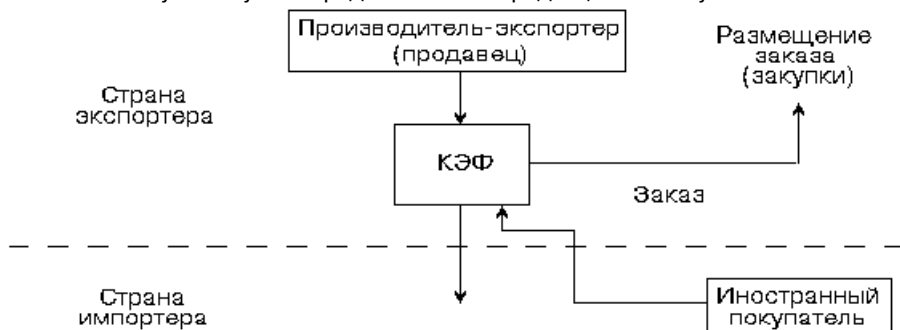 Производитель-экспортер
(продавец)
Размещение
заказа
(закупки)
Страна
экспортера
КЭФ
Заказ
Страна
импортера
Иностранный
покупатель